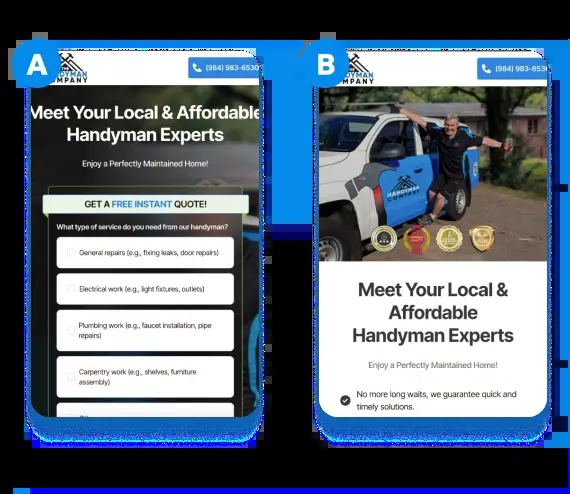 A
HANDYMAN
COMPANY
(984) 983-6530
Meet Your Local & Affordable
Handyman Experts
Enjoy a Perfectly Maintained Home!
GET A FREE INSTANT QUOTE!
What type of service do you need from our handyman?
General repairs (e.g., fixing leaks, door repairs)
Electrical work (e.g., light fixtures, outlets)
Plumbing work (e.g., faucet installation, pipe
repairs)
Carpentry work (e.g., shelves, furniture
assembly)
B
HANDYMAN
COMPANY
(984) 983-6530
HANDYMAN
COMPANY
Meet Your Local &
Affordable
Handyman Experts
Enjoy a Perfectly Maintained Home!
No more long waits, we guarantee quick and
timely solutions.